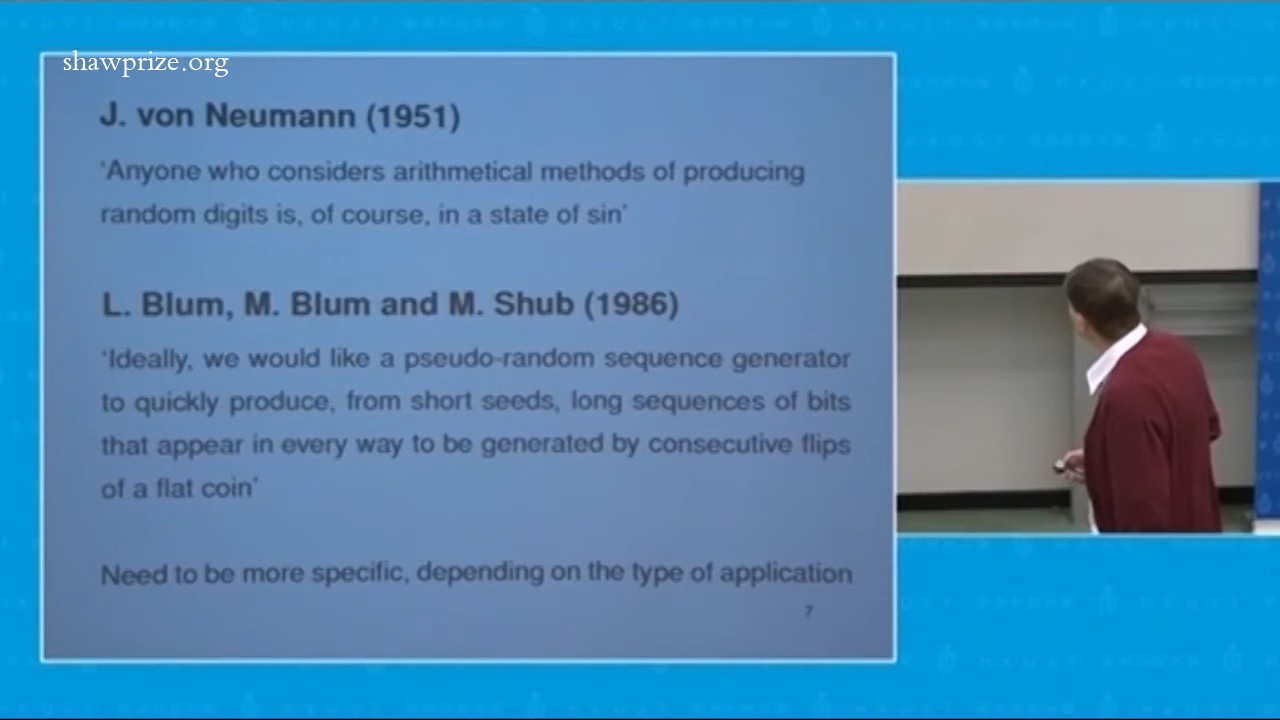 shawprize.org
J. von Neumann (1951)
'Anyone who considers arithmetical methods of producing
random digits is, of course, in a state of sin'
L. Blum, M. Blum and M. Shub (1986)
'Ideally, we would like a pseudo-random sequence generator
to quickly produce, from short seeds, long sequences of bits
that appear in every way to be generated by consecutive flips
of a flat coin'
Need to be more specific, depending on the type of application
7